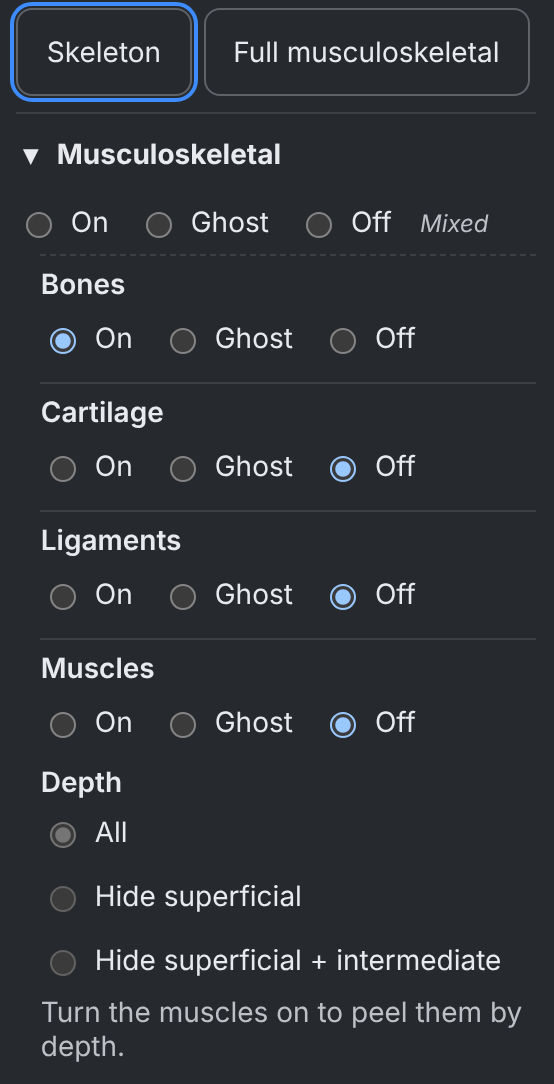 Skeleton Full musculoskeletal
▼ Musculoskeletal
On Ghost Off Mixed
Bones
On Ghost Off
Cartilage
On Ghost Off
Ligaments
On Ghost Off
Muscles
On Ghost Off
Depth
All
Hide superficial
Hide superficial + intermediate
Turn the muscles on to peel them by
depth.